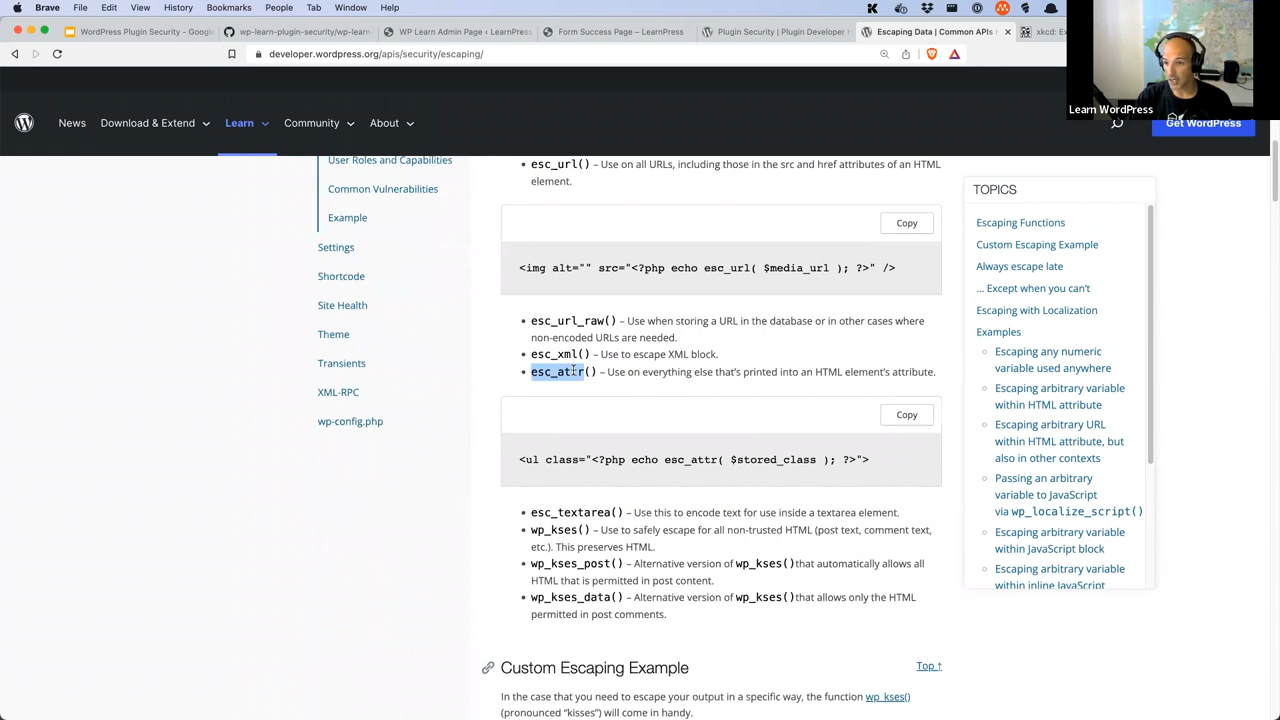 Brave File Edit View History Bookmarks People Tab Window Help
WordPress Plugin Security - Google
wp-learn-plugin-security/wp-learn
WP Learn Admin Page ‹ LearnPress
Form Success Page – LearnPress
Plugin Security | Plugin Developer H
Escaping Data | Common APIs H
xkcd: Ex
developer.wordpress.org/apis/security/escaping/
Learn WordPress
News Download & Extend Learn Community About Get WordPress
User Roles and Capabilities
Common Vulnerabilities
Example
Settings
Shortcode
Site Health
Theme
Transients
XML-RPC
wp-config.php
esc_url() – Use on all URLs, including those in the src and href attributes of an HTML
element.
Copy
<img alt="" src="<?php echo esc_url( $media_url ); ?>" />
esc_url_raw() – Use when storing a URL in the database or in other cases where
non-encoded URLs are needed.
esc_xml() – Use to escape XML block.
esc_attr() – Use on everything else that's printed into an HTML element's attribute.
Copy
<ul class="<?php echo esc_attr( $stored_class ); ?>">
esc_textarea() – Use this to encode text for use inside a textarea element.
wp_kses() – Use to safely escape for all non-trusted HTML (post text, comment text,
etc.). This preserves HTML.
wp_kses_post() – Alternative version of wp_kses()that automatically allows all
HTML that is permitted in post content.
wp_kses_data() – Alternative version of wp_kses()that allows only the HTML
permitted in post comments.
Custom Escaping Example
Top ↑
In the case that you need to escape your output in a specific way, the function wp_kses()
(pronounced “kisses”) will come in handy.
TOPICS
Escaping Functions
Custom Escaping Example
Always escape late
… Except when you can't
Escaping with Localization
Examples
Escaping any numeric
variable used anywhere
Escaping arbitrary variable
within HTML attribute
Escaping arbitrary URL
within HTML attribute, but
also in other contexts
Passing an arbitrary
variable to JavaScript
via wp_localize_script()
Escaping arbitrary variable
within JavaScript block
Escaping arbitrary variable
within inline JavaScript